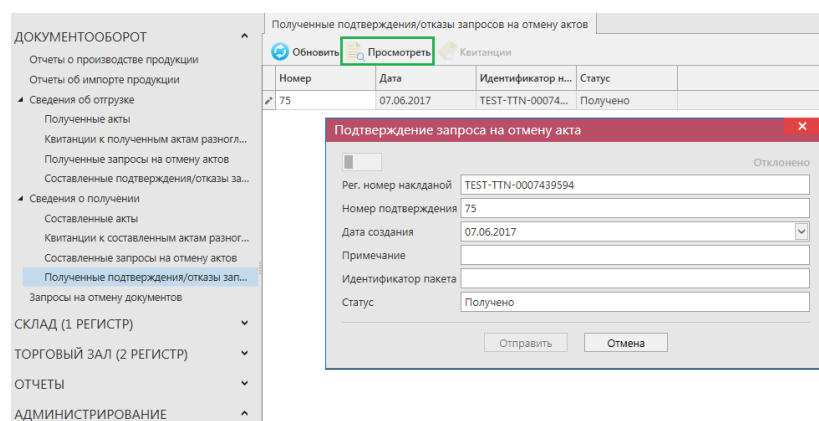 ДОКУМЕНТООБОРОТ
Отчеты о производстве продукции
Отчеты об импорте продукции
Сведения об отгрузке
Полученные акты
Квитанции к полученным актам разногл...
Полученные запросы на отмену актов
Составленные подтверждения/отказы за...
Сведения о получении
Составленные акты
Квитанции к составленным актам разног...
Составленные запросы на отмену актов
Полученные подтверждения/отказы зап...
Запросы на отмену документов
СКЛАД (1 РЕГИСТР)
ТОРГОВЫЙ ЗАЛ (2 РЕГИСТР)
ОТЧЕТЫ
АДМИНИСТРИРОВАНИЕ
Полученные подтверждения/отказы запросов на отмену актов
Обновить Просмотреть Квитанции
Номер Дата Идентификатор н... Статус
75 07.06.2017 TEST-TTN-00074... Получено
Подтверждение запроса на отмену акта
Отклонено
Рег. номер накладаной TEST-TTN-0007439594
Номер подтверждения 75
Дата создания 07.06.2017
Примечание
Идентификатор пакета
Статус Получено
Отправить Отмена